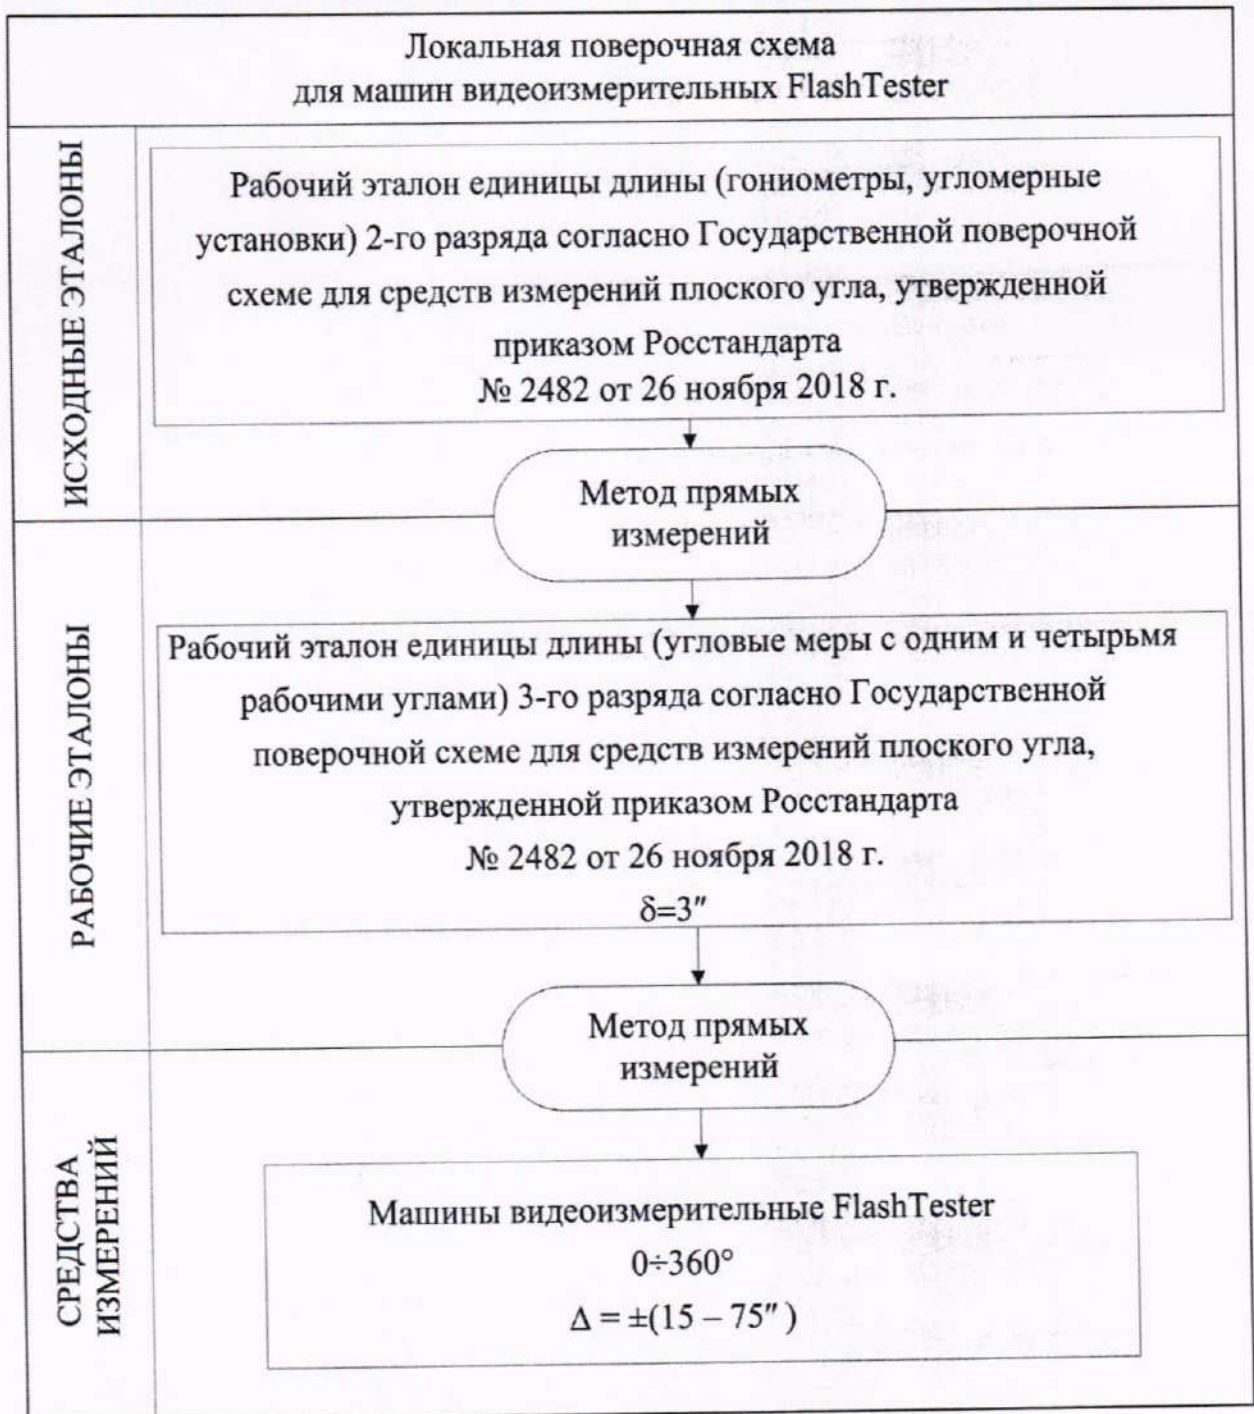 Локальная поверочная схема
для машин видеоизмерительных FlashTester
ИСХОДНЫЕ ЭТАЛОНЫ
Рабочий эталон единицы длины (гониометры, угломерные
установки) 2-го разряда согласно Государственной поверочной
схеме для средств измерений плоского угла, утвержденной
приказом Росстандарта
№ 2482 от 26 ноября 2018 г.
Метод прямых
измерений
РАБОЧИЕ ЭТАЛОНЫ
Рабочий эталон единицы длины (угловые меры с одним и четырьмя
рабочими углами) 3-го разряда согласно Государственной
поверочной схеме для средств измерений плоского угла,
утвержденной приказом Росстандарта
№ 2482 от 26 ноября 2018 г.
δ=3″
Метод прямых
измерений
СРЕДСТВА
ИЗМЕРЕНИЙ
Машины видеоизмерительные FlashTester
0÷360°
Δ = ±(15 – 75″ )